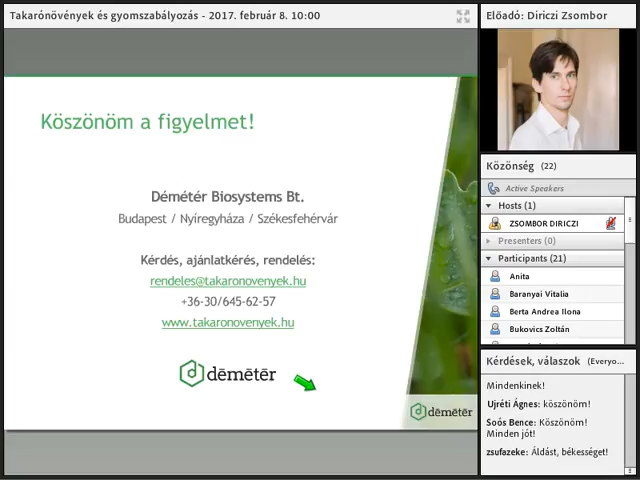 Takarónövények és gyomszabályozás - 2017. február 8. 10:00
Köszönöm a figyelmet!
Démétér Biosystems Bt.
Budapest / Nyíregyháza / Székesfehérvár
Kérdés, ajánlatkérés, rendelés:
rendeles@takaronovenyek.hu
+36-30/645-62-57
www.takaronovenyek.hu
dēmētēr
dēmētēr
Előadó: Diriczi Zsombor
Közönség (22)
Active Speakers
Hosts (1)
ZSOMBOR DIRICZI
Presenters (0)
Participants (21)
Anita
Baranyai Vitalia
Berta Andrea Ilona
Bukovics Zoltán
Kérdések, válaszok (Everyo...
Mindenkinek!
Ujréti Ágnes: köszönöm!
Soós Bence: Köszönöm!
Minden jót!
zsufazeke: Áldást, békességet!